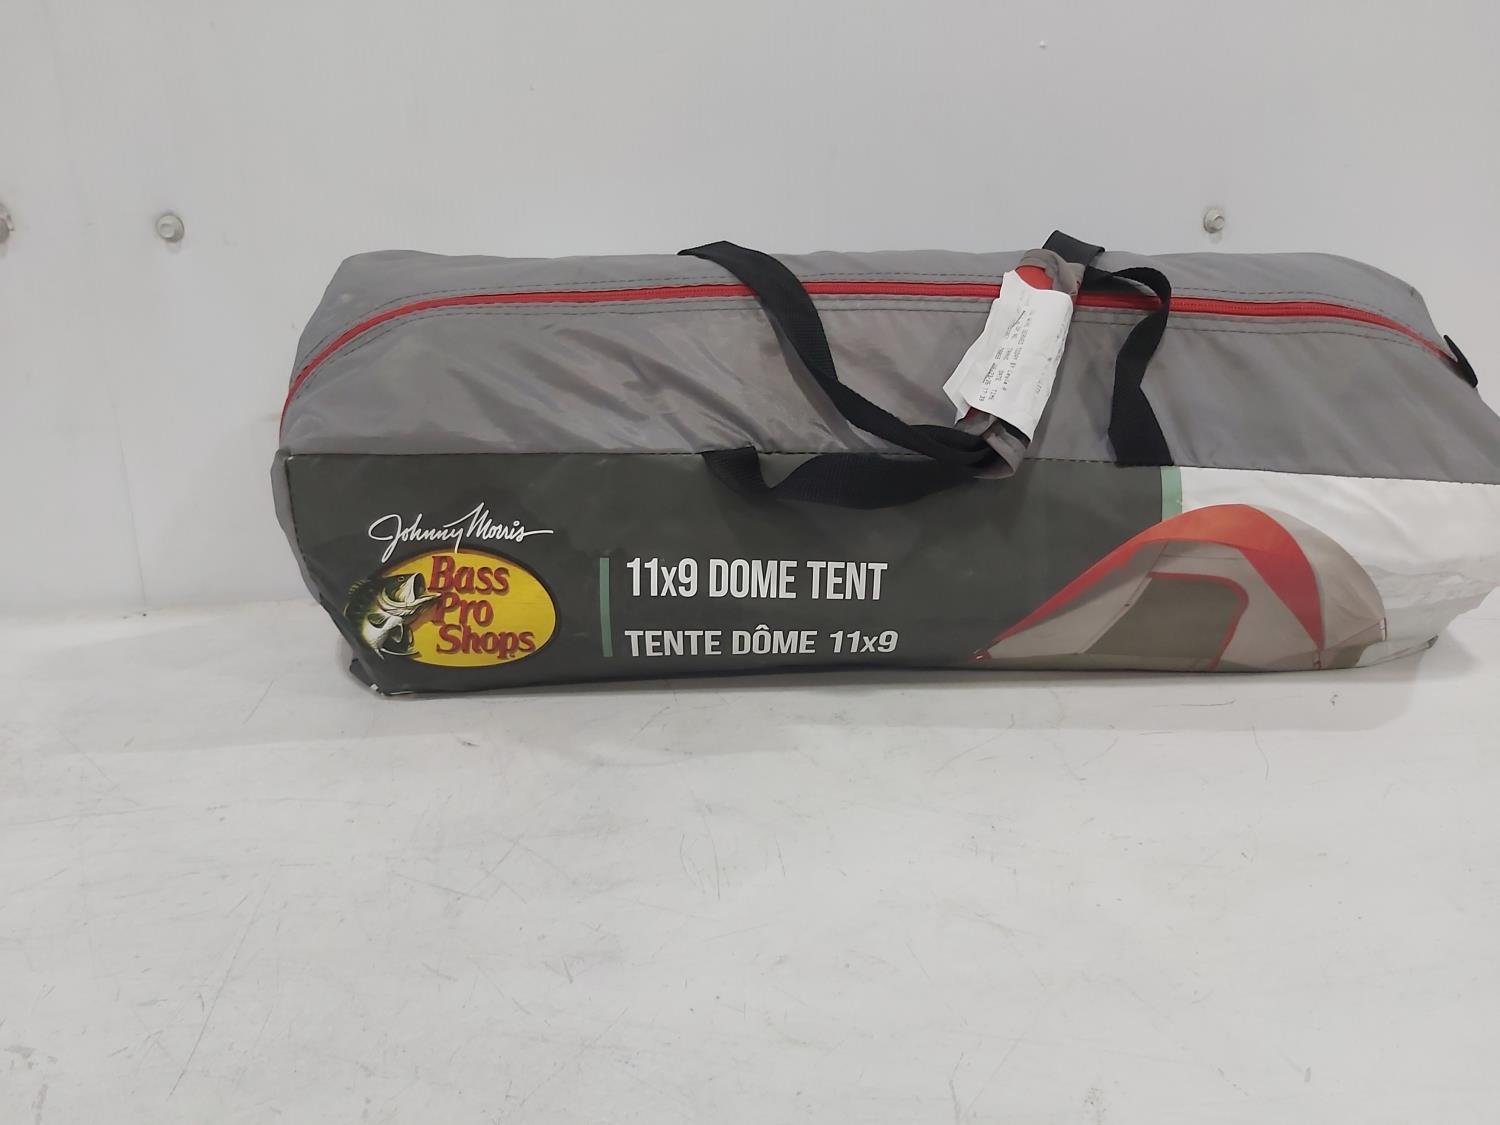 Johnny Morris
Bass
Pro
Shops
11x9 DOME TENT
TENTE DÔME 11x9